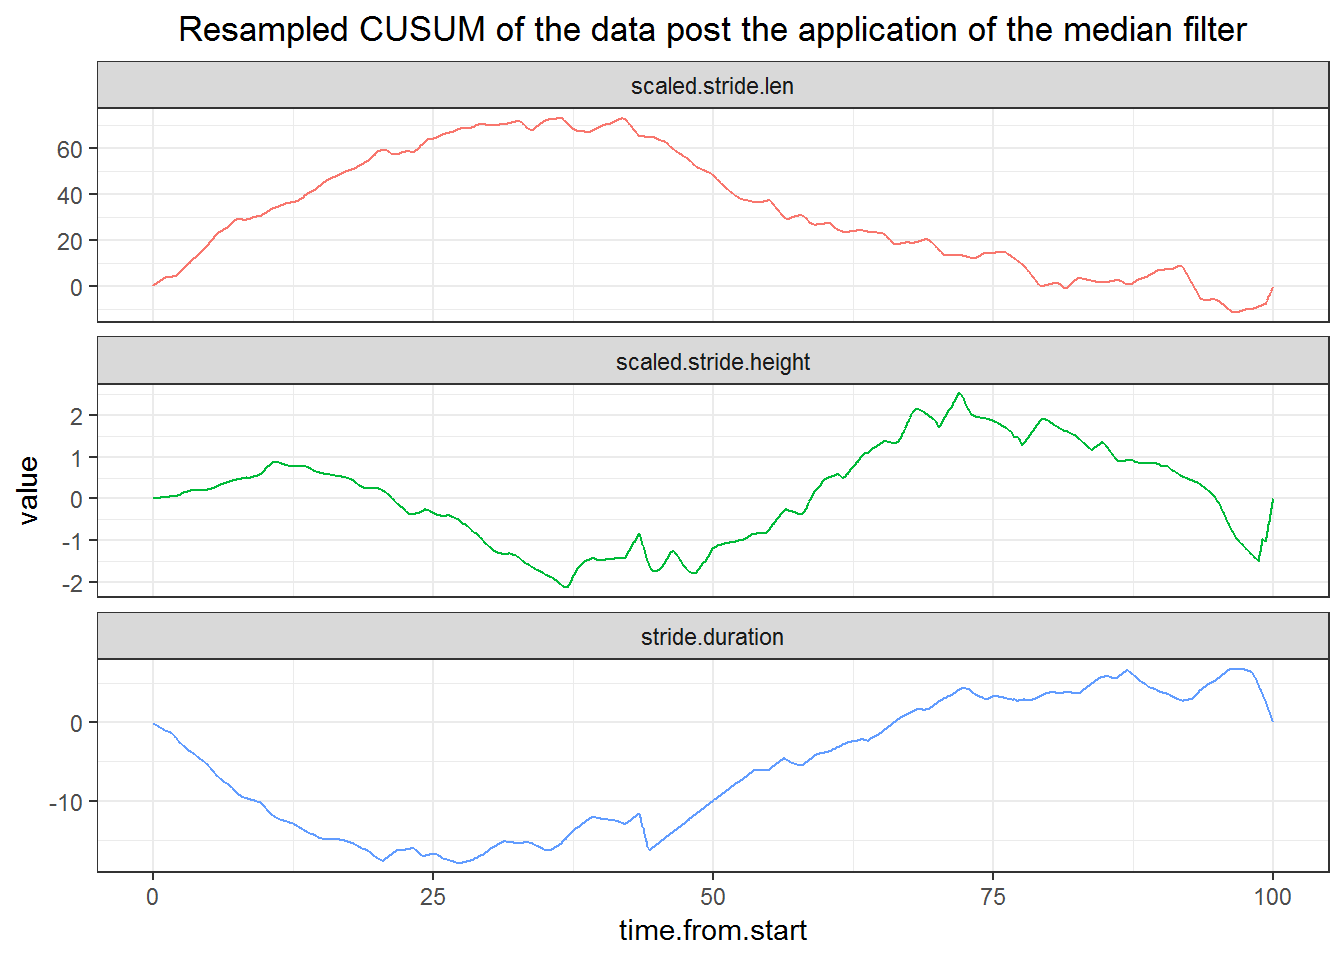 Resampled CUSUM of the data post the application of the median filter
scaled.stride.len
60
40
20
0
scaled.stride.height
2
1
0
-1
-2
value
stride.duration
0
-10
0 25 50 75 100
time.from.start